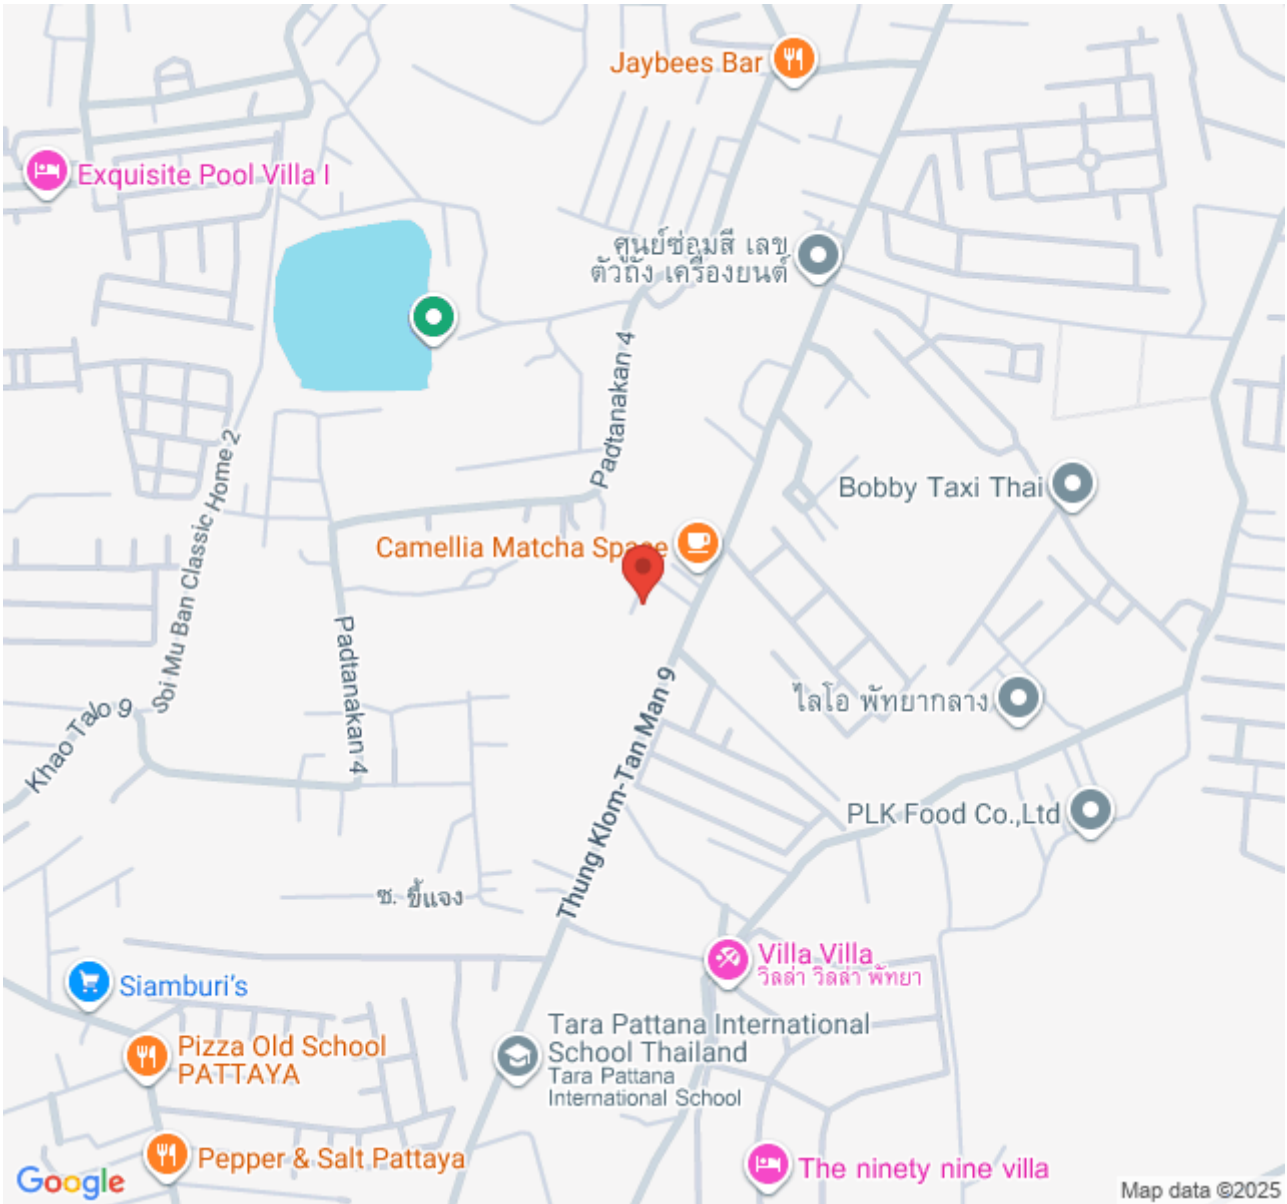 Jaybees Bar
Exquisite Pool Villa I
ศูนย์ซ่อมสี เลข
ตัวถัง เครื่องยนต์
Padtanakan 4
Soi Mu Ban Classic Home 2
Bobby Taxi Thai
Camellia Matcha Space
Padtanakan 4
Khao Talo 9
Thung Klom-Tan Man 9
ไลโอ พัทยากลาง
PLK Food Co.,Ltd
ซ. ขี้แจง
Villa Villa
วิลล่า วิลล่า พัทยา
Siamburi's
Tara Pattana International
School Thailand
Tara Pattana
International School
Pizza Old School
PATTAYA
Pepper & Salt Pattaya
The ninety nine villa
Google
Map data ©2025